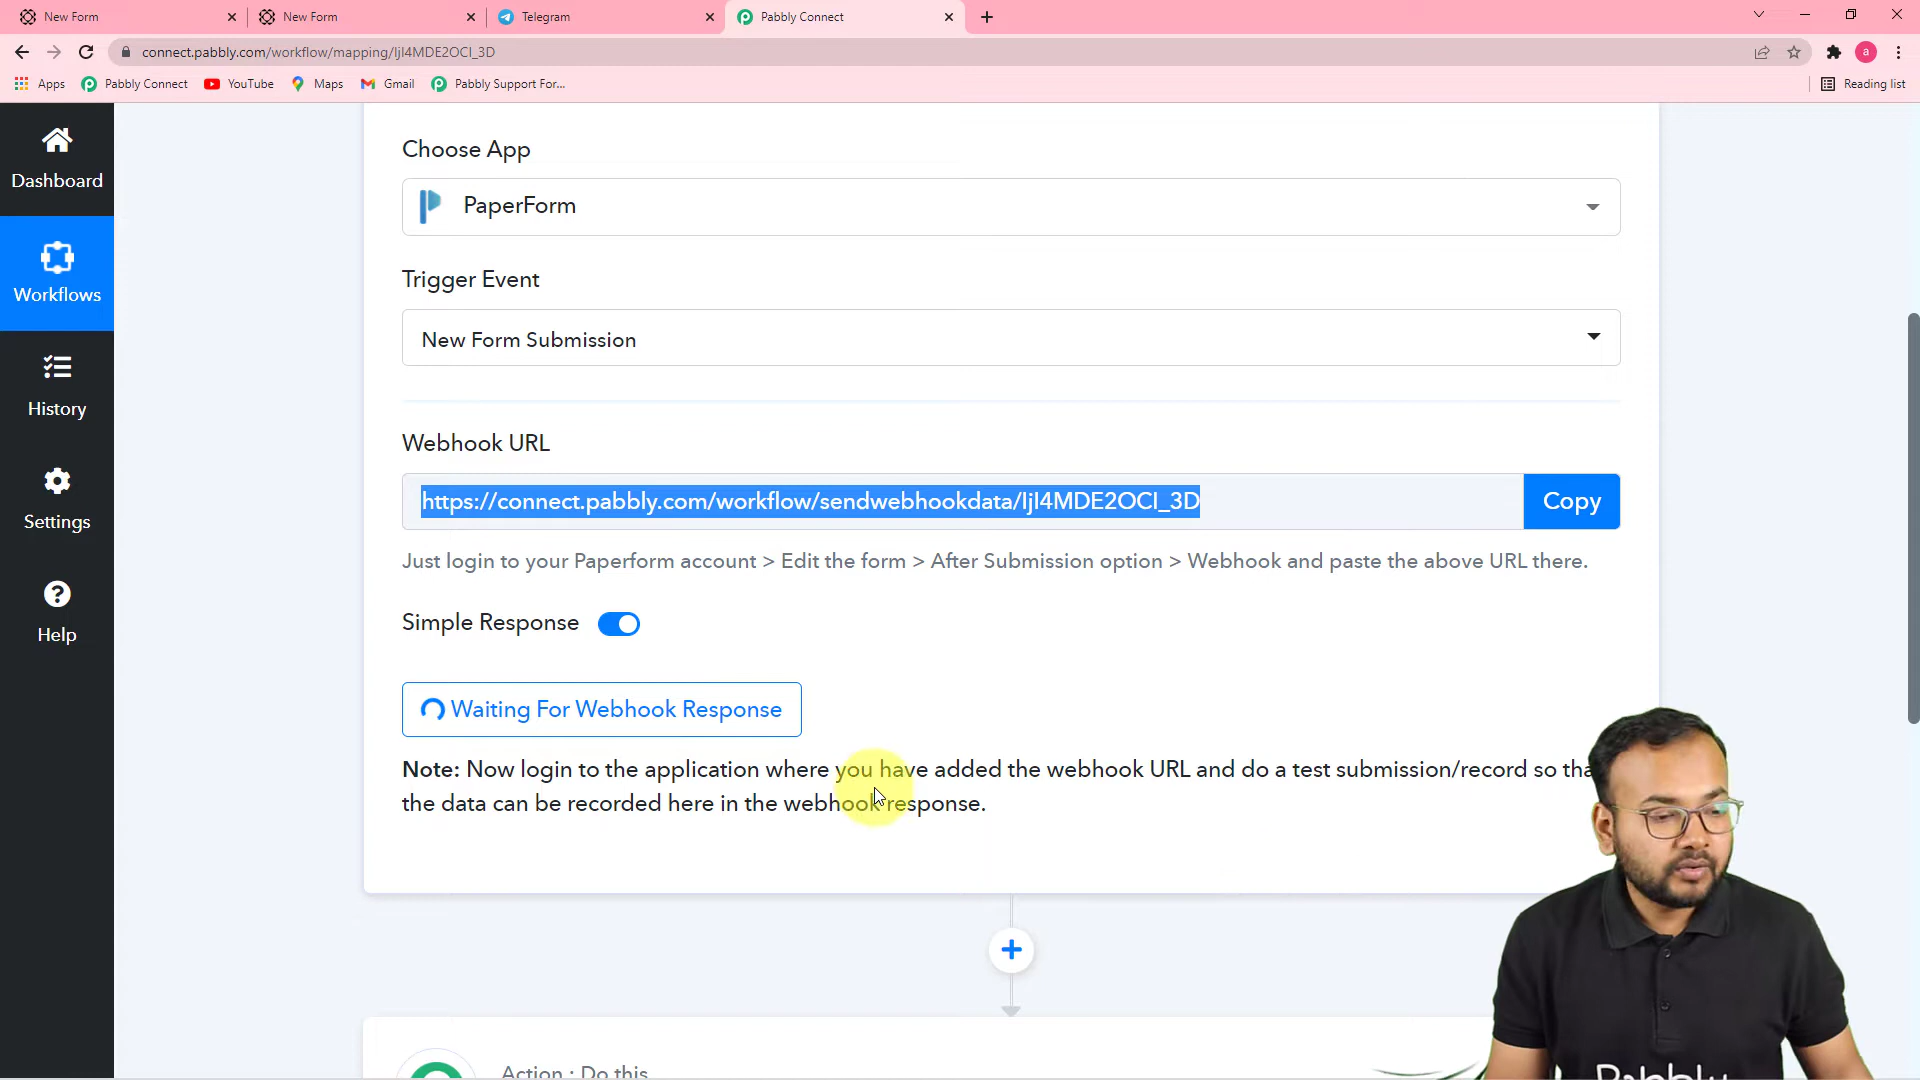 New Form
New Form
Telegram
Pabbly Connect
connect.pabbly.com/workflow/mapping/IjI4MDE2OCI_3D
a
Apps
Pabbly Connect
YouTube
Maps
Gmail
Pabbly Support For...
Reading list
Dashboard
Workflows
History
Settings
Help
Choose App
PaperForm
Trigger Event
New Form Submission
Webhook URL
https://connect.pabbly.com/workflow/sendwebhookdata/IjI4MDE2OCI_3D
Copy
Just login to your Paperform account > Edit the form > After Submission option > Webhook and paste the above URL there.
Simple Response
Waiting For Webhook Response
Note: Now login to the application where you have added the webhook URL and do a test submission/record so tha
the data can be recorded here in the webhook response.
Action : Do this
Pabbly